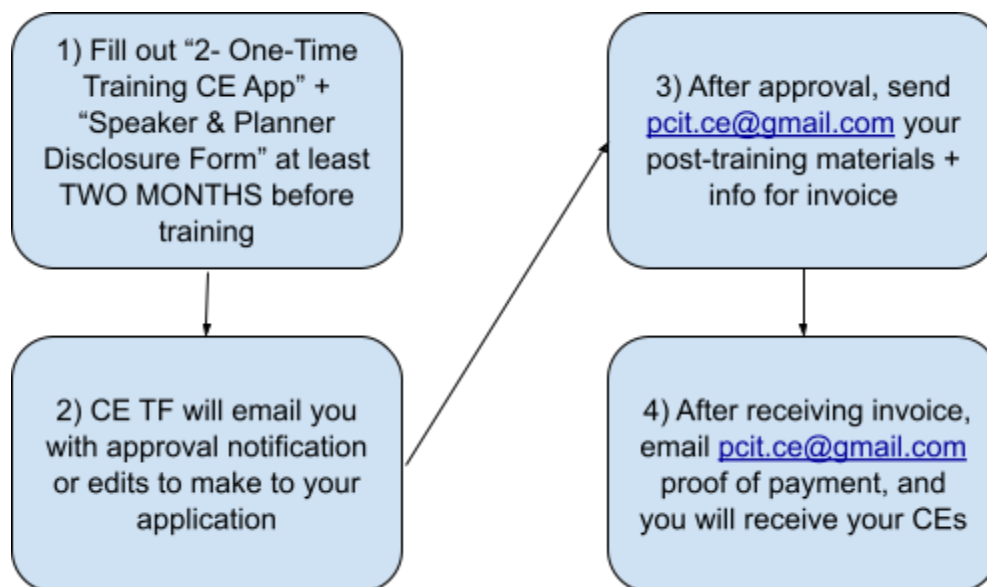 1) Fill out “2- One-Time
Training CE App” +
“Speaker & Planner
Disclosure Form” at least
TWO MONTHS before
training
2) CE TF will email you
with approval notification
or edits to make to your
application
3) After approval, send
pcit.ce@gmail.com your
post-training materials +
info for invoice
4) After receiving invoice,
email pcit.ce@gmail.com
proof of payment, and
you will receive your CEs